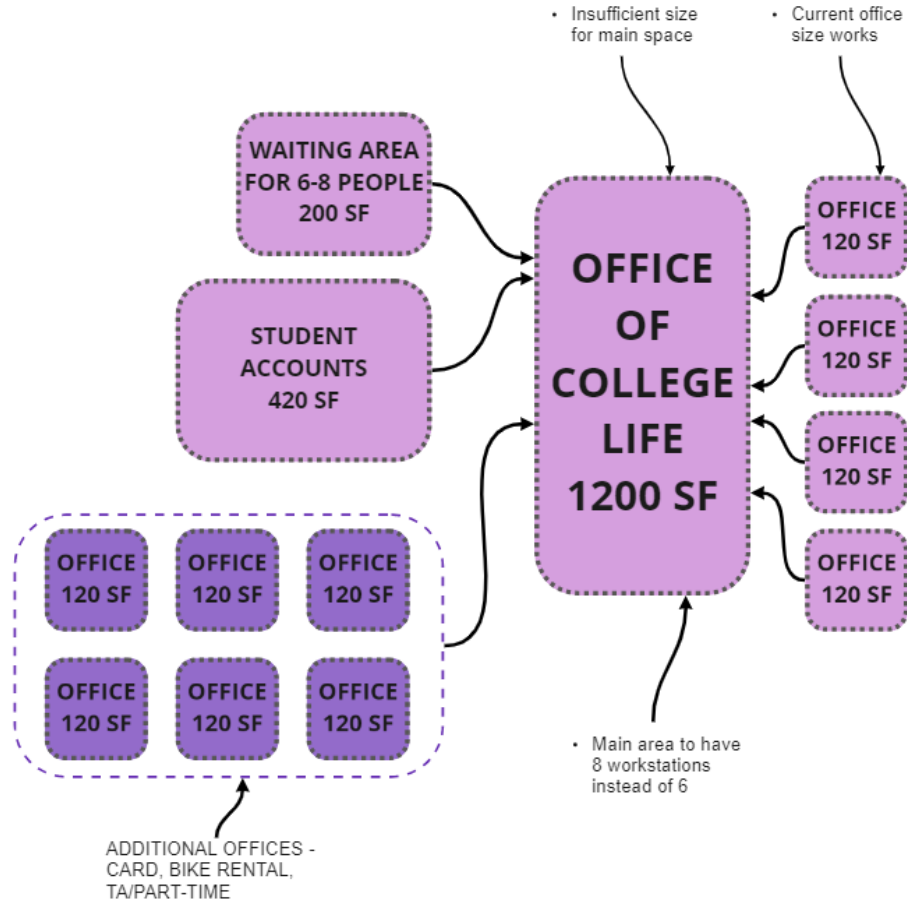 • Insufficient size
for main space
• Current office
size works
WAITING AREA
FOR 6-8 PEOPLE
200 SF
STUDENT
ACCOUNTS
420 SF
OFFICE
OF
COLLEGE
LIFE
1200 SF
OFFICE
120 SF
OFFICE
120 SF
OFFICE
120 SF
OFFICE
120 SF
OFFICE
120 SF
OFFICE
120 SF
OFFICE
120 SF
OFFICE
120 SF
OFFICE
120 SF
OFFICE
120 SF
• Main area to have
8 workstations
instead of 6
ADDITIONAL OFFICES -
CARD, BIKE RENTAL,
TA/PART-TIME